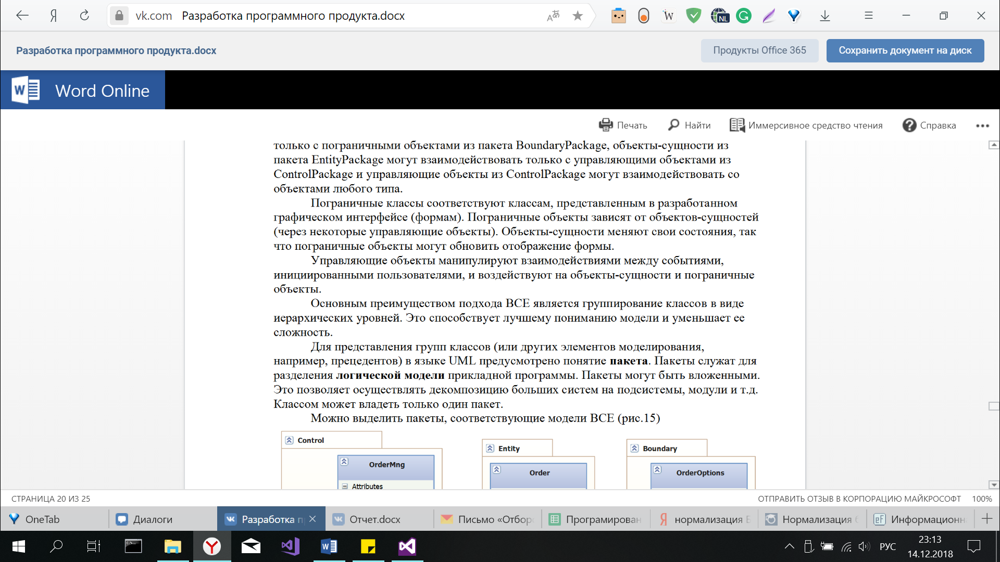 vk.com Разработка программного продукта.docx
W
NL
Разработка программного продукта.docx
Продукты Office 365
Сохранить документ на диск
Word Online
Печать
Найти
Иммерсивное средство чтения
Справка
только с пограничными объектами из пакета BoundaryPackage, объекты-сущности из
пакета EntityPackage могут взаимодействовать только с управляющими объектами из
ControlPackage и управляющие объекты из ControlPackage могут взаимодействовать со
объектами любого типа.
Пограничные классы соответствуют классам, представленным в разработанном
графическом интерфейсе (формам). Пограничные объекты зависят от объектов-сущностей
(через некоторые управляющие объекты). Объекты-сущности меняют свои состояния, так
что пограничные объекты могут обновить отображение формы.
Управляющие объекты манипулируют взаимодействиями между событиями,
инициированными пользователями, и воздействуют на объекты-сущности и пограничные
объекты.
Основным преимуществом подхода BCE является группирование классов в виде
иерархических уровней. Это способствует лучшему пониманию модели и уменьшает ее
сложность.
Для представления групп классов (или других элементов моделирования,
например, прецедентов) в языке UML предусмотрено понятие пакета. Пакеты служат для
разделения логической модели прикладной программы. Пакеты могут быть вложенными.
Это позволяет осуществлять декомпозицию больших систем на подсистемы, модули и т.д.
Классом может владеть только один пакет.
Можно выделить пакеты, соответствующие модели BCE (рис.15)
Control
OrderMng
Attributes
Entity
Order
Boundary
OrderOptions
СТРАНИЦА 20 ИЗ 25
ОТПРАВИТЬ ОТЗЫВ В КОРПОРАЦИЮ МАЙКРОСОФТ 100%
OneTab
Диалоги
Разработка п
Отчет.docx
Письмо «Отбор
Програмирован
нормализация
Нормализация
Информационн
РУС
23:13
14.12.2018